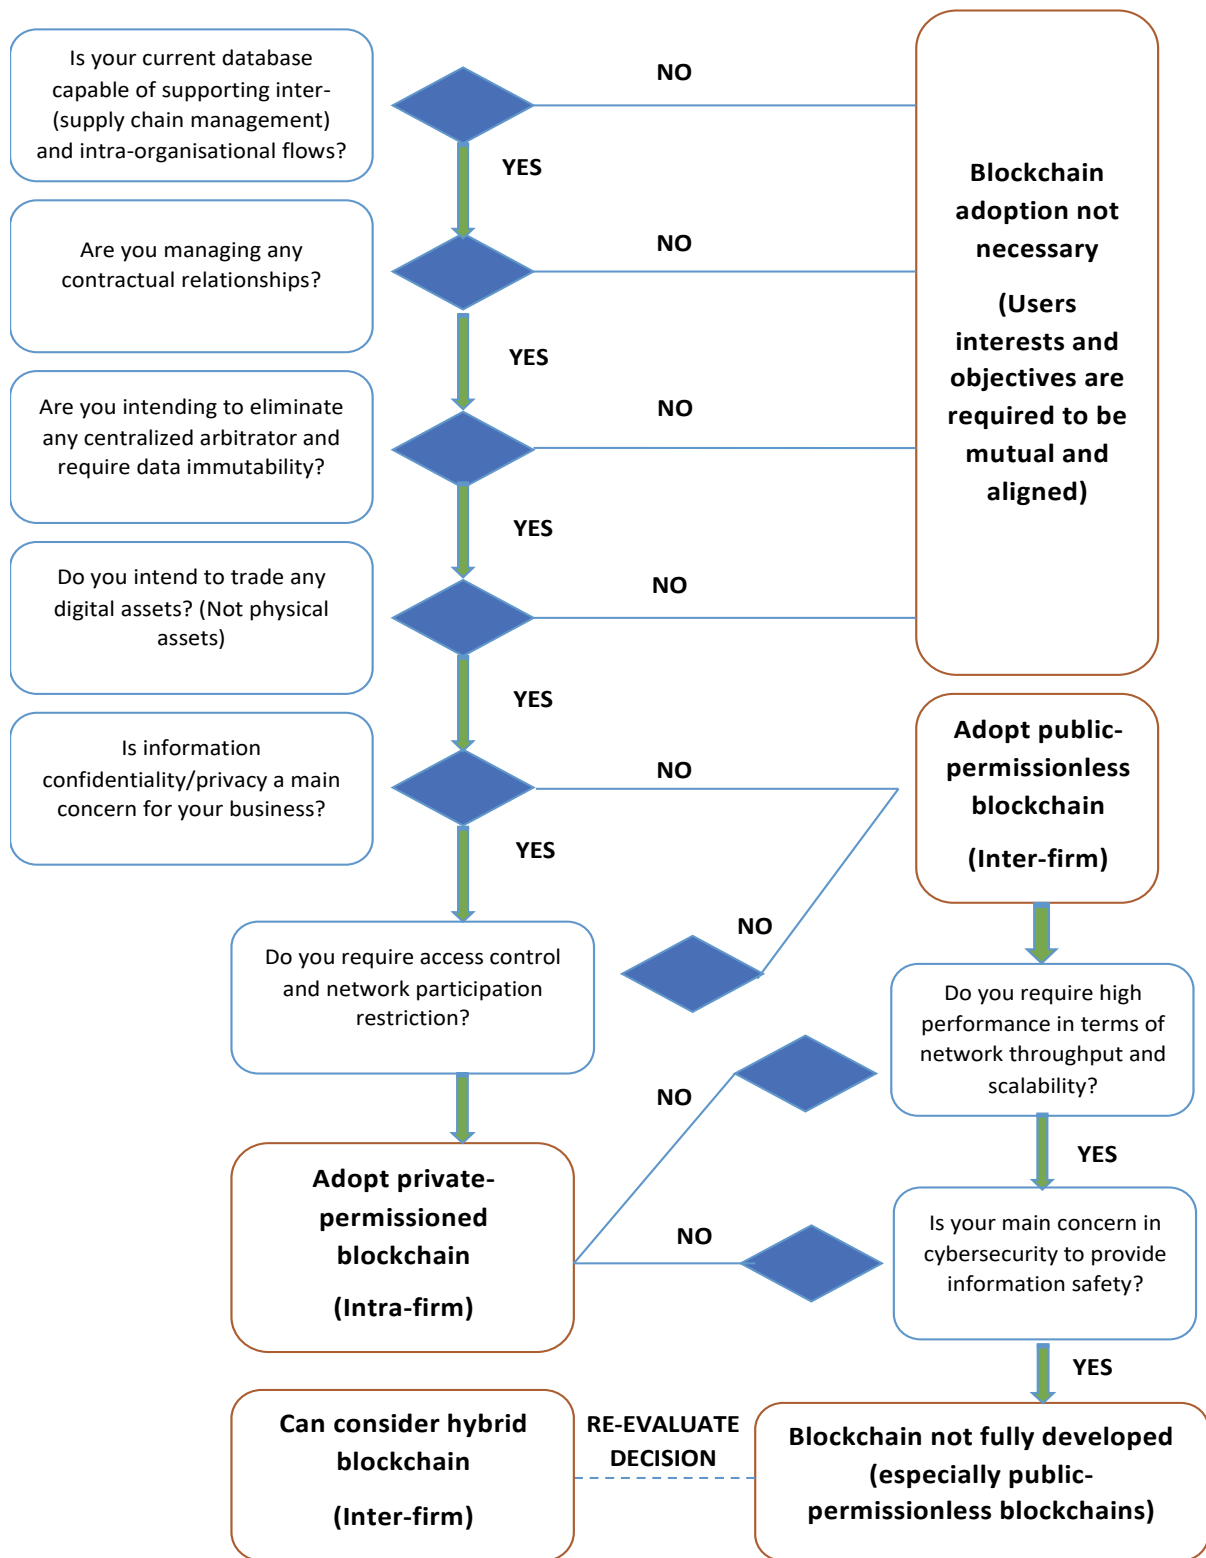 Is your current database
capable of supporting inter-
(supply chain management)
and intra-organisational flows?
NO
YES
Are you managing any
contractual relationships?
NO
YES
Are you intending to eliminate
any centralized arbitrator and
require data immutability?
NO
YES
Do you intend to trade any
digital assets? (Not physical
assets)
NO
YES
Blockchain
adoption not
necessary
(Users
interests and
objectives are
required to be
mutual and
aligned)
Is information
confidentiality/privacy a main
concern for your business?
NO
YES
Adopt public-
permissionless
blockchain
(Inter-firm)
Do you require access control
and network participation
restriction?
NO
Do you require high
performance in terms of
network throughput and
scalability?
NO
YES
Adopt private-
permissioned
blockchain
(Intra-firm)
NO
Is your main concern in
cybersecurity to provide
information safety?
YES
Can consider hybrid
blockchain
(Inter-firm)
RE-EVALUATE
DECISION
Blockchain not fully developed
(especially public-
permissionless blockchains)